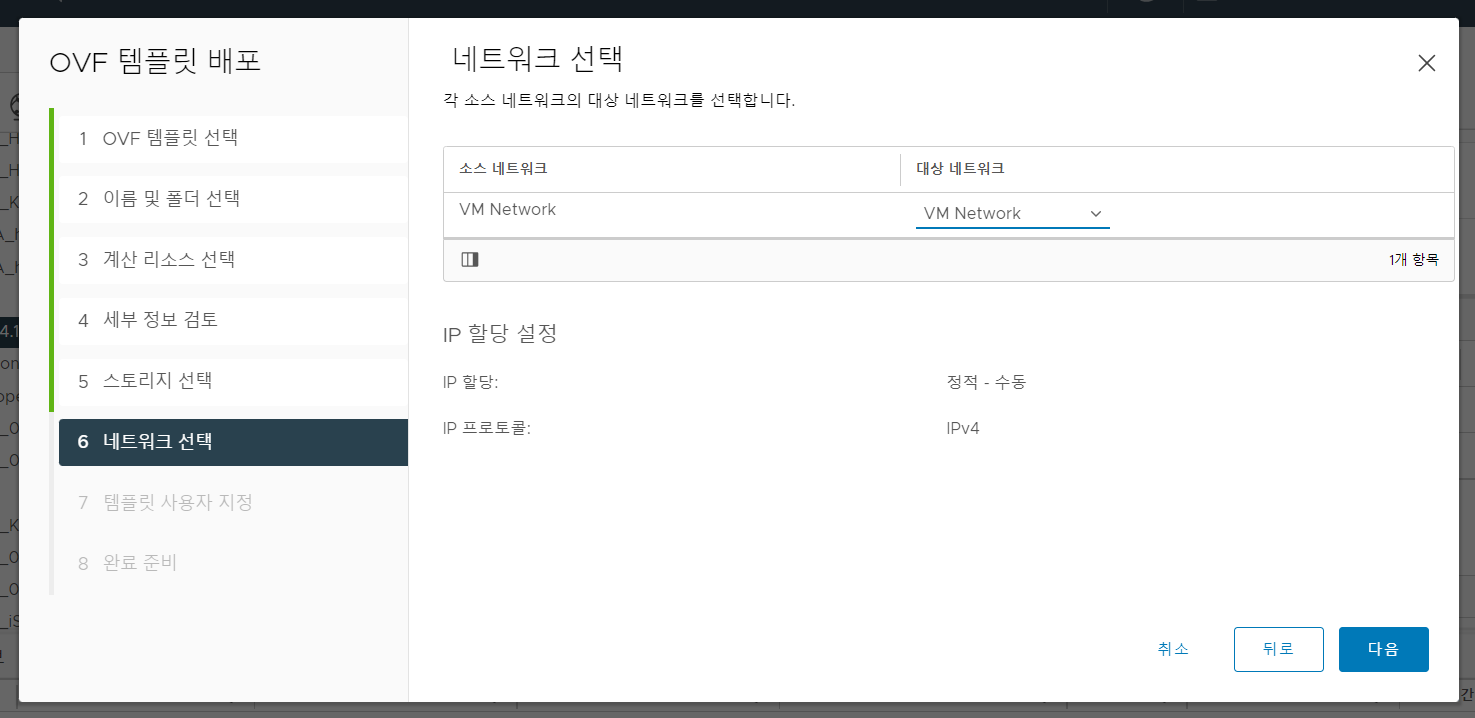 OVF 템플릿 배포
1 OVF 템플릿 선택
2 이름 및 폴더 선택
3 계산 리소스 선택
4 세부 정보 검토
5 스토리지 선택
6 네트워크 선택
7 템플릿 사용자 지정
8 완료 준비
네트워크 선택
각 소스 네트워크의 대상 네트워크를 선택합니다.
소스 네트워크 대상 네트워크
VM Network VM Network
1개 항목
IP 할당 설정
IP 할당: 정적 - 수동
IP 프로토콜: IPv4
취소 뒤로 다음